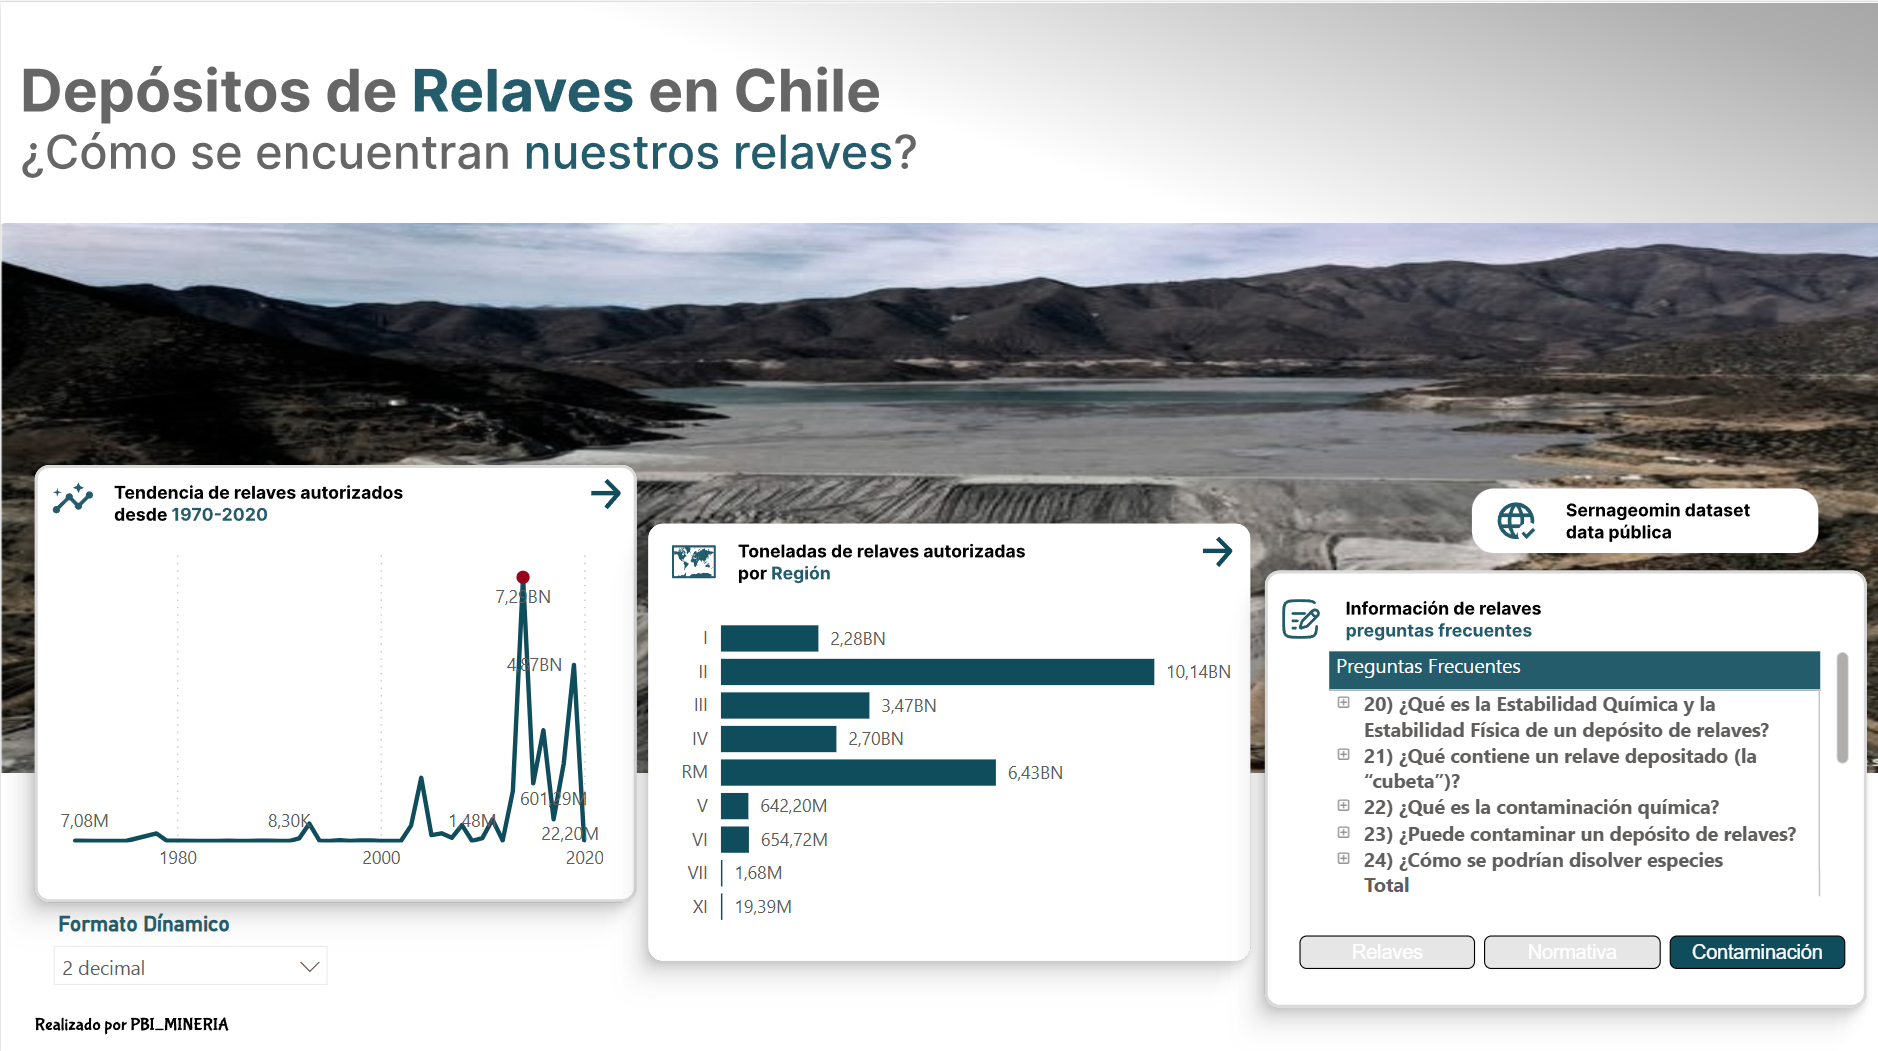 Depósitos de Relaves en Chile
¿Cómo se encuentran nuestros relaves?
Tendencia de relaves autorizados
desde 1970-2020
7,29BN
4,87BN
601,29M
7,08M
8,30K
1,48M
22,20M
1980
2000
2020
Formato Dínamico
2 decimal
Realizado por PBI_MINERIA
Toneladas de relaves autorizadas
por Región
I 2,28BN
II 10,14BN
III 3,47BN
IV 2,70BN
RM 6,43BN
V 642,20M
VI 654,72M
VII 1,68M
XI 19,39M
Sernageomin dataset
data pública
Información de relaves
preguntas frecuentes
Preguntas Frecuentes
20) ¿Qué es la Estabilidad Química y la
Estabilidad Física de un depósito de relaves?
21) ¿Qué contiene un relave depositado (la
“cubeta”)?
22) ¿Qué es la contaminación química?
23) ¿Puede contaminar un depósito de relaves?
24) ¿Cómo se podrían disolver especies
Total
Relaves
Normativa
Contaminación